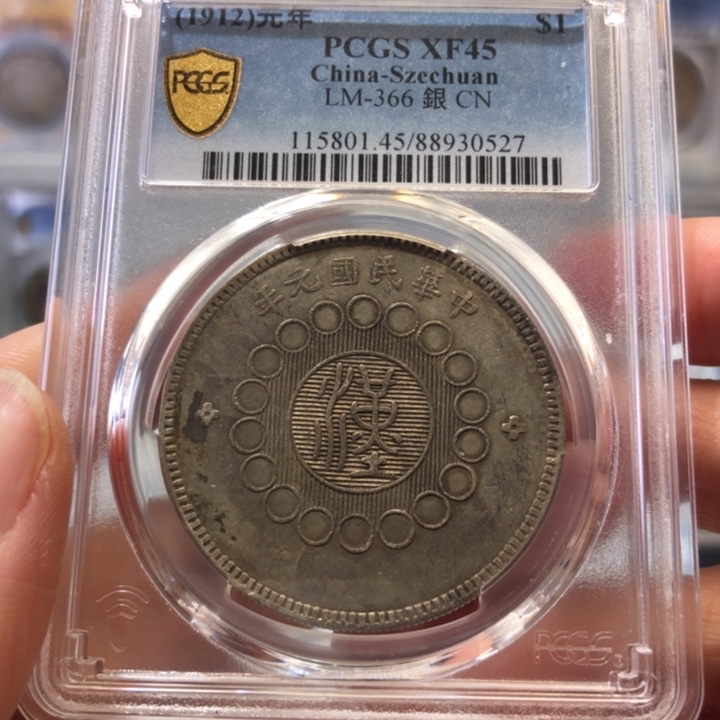 (1912)元年 $1
PCGS XF45
China-Szechuan
LM-366 銀 CN
115801.45/88930527
PCGS
年元國民華中
漢
PCGS